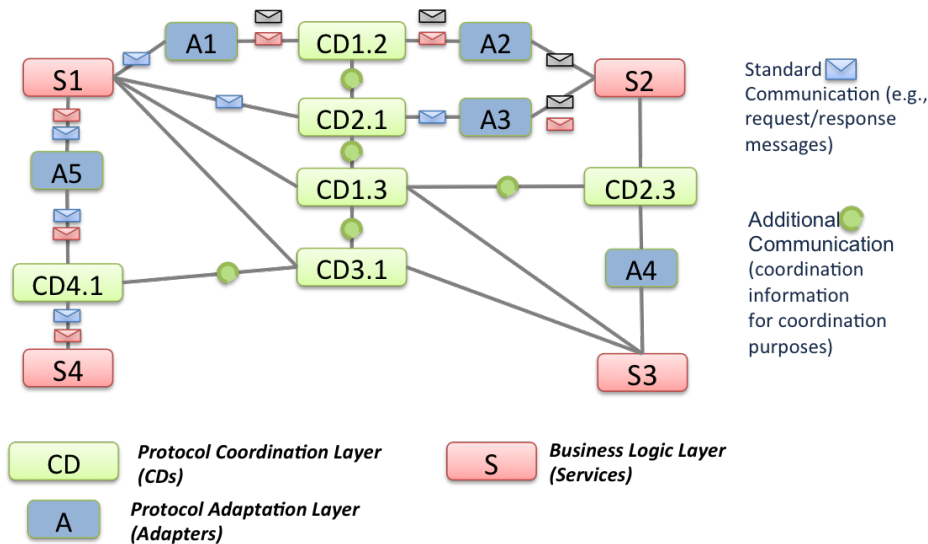 A1
CD1.2
A2
S1
S2
CD2.1
A3
A5
CD1.3
CD2.3
CD4.1
CD3.1
A4
S4
S3
Standard
Communication (e.g.,
request/response
messages)
Additional
Communication
(coordination
information
for coordination
purposes)
CD
Protocol Coordination Layer
(CDs)
S
Business Logic Layer
(Services)
A
Protocol Adaptation Layer
(Adapters)